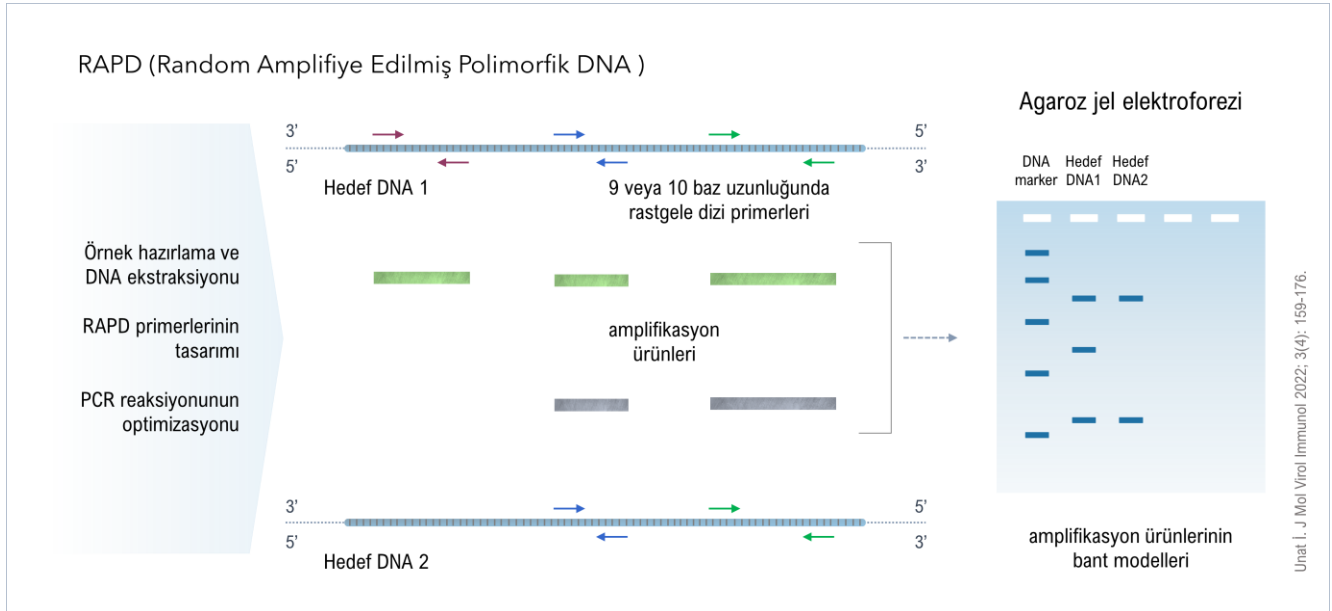 RAPD (Random Amplifiye Edilmiş Polimorfik DNA )
3’
5’
5’
3’
Hedef DNA 1
9 veya 10 baz uzunluğunda
rastgele dizi primerleri
Örnek hazırlama ve
DNA ekstraksiyonu
RAPD primerlerinin
tasarımı
PCR reaksiyonunun
optimizasyonu
amplifikasyon
ürünleri
3’
5’
5’
3’
Hedef DNA 2
Agaroz jel elektroforezi
DNA
marker
Hedef
DNA1
Hedef
DNA2
amplifikasyon ürünlerinin
bant modelleri
Unat İ. J Mol Virol Immunol 2022; 3(4): 159-176.